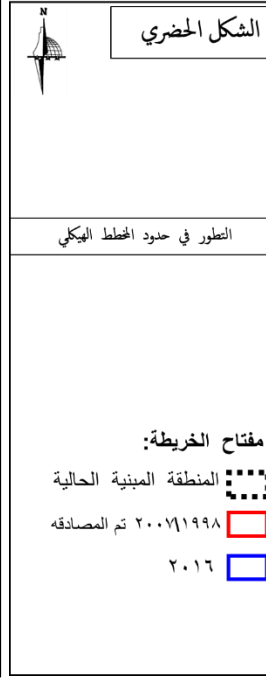 N
الشكل الحضري
التطور في حدود المخطط الهيكلي
مفتاح الخريطة:
المنطقة المبنية الحالية
١٩٩٨\٢٠٠٧ تم المصادقه
٢٠١٦